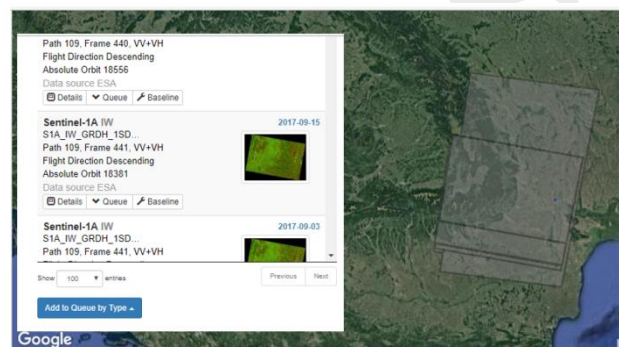 Path 109, Frame 440, VV+VH
Flight Direction Descending
Absolute Orbit 18556
Data source ESA
Details Queue Baseline
Sentinel-1A IW 2017-09-15
S1A_IW_GRDH_1SD...
Path 109, Frame 441, VV+VH
Flight Direction Descending
Absolute Orbit 18381
Data source ESA
Details Queue Baseline
Sentinel-1A IW 2017-09-03
S1A_IW_GRDH_1SD...
Path 109, Frame 441, VV+VH
Show 100 entries Previous Next
Add to Queue by Type
Google